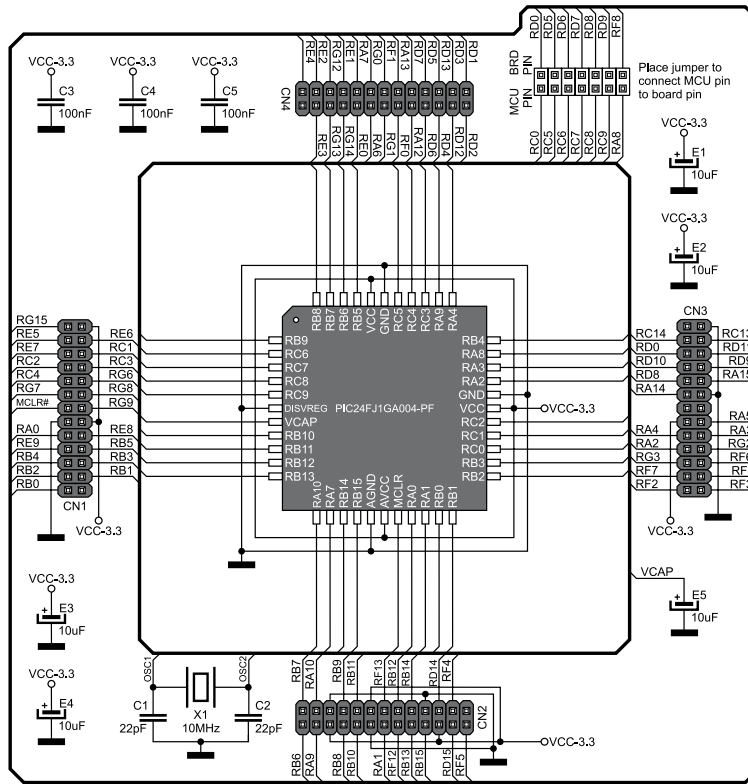 RE4 RE2 RG12 RE1 RA7 RG0 RF1 RA13 RD7 RD5 RD13 RD3 RD1
RD0 RD5 RD6 RD7 RD8 RD9 RF8
BRD PIN
MCU PIN
Place jumper to
connect MCU pin
to board pin
VCC-3.3 VCC-3.3 VCC-3.3
C3 C4 C5
100nF 100nF 100nF
CN4
RE3 RG13 RG14 RE0 RA6 RG1 RF0 RA12 RD6 RD4 RD12 RD2
RC0 RC5 RC6 RC7 RC8 RC9 RA8
VCC-3.3
E1
10uF
VCC-3.3
E2
10uF
RB8 RB7 RB6 RB5 VCC GND RC5 RC4 RC3 RA9 RA4
RG15
RE5 RE6
RE7 RC1
RC2 RC3
RC4 RG6
RG7 RG8
MCLR# RG9
RA0 RE8
RE9 RB5
RB4 RB3
RB2 RB1
RB0
CN1
VCC-3.3
RB9
RC6
RC7
RC8
RC9
DISVREG
VCAP
RB10
RB11
RB12
RB13
PIC24FJ1GA004-PF
RB4
RA8
RA3
RA2
GND
VCC
RC2
RC1
RC0
RB3
RB2
VCC-3.3
RA10 RA7 RB14 RB15 AGND AVCC MCLR RA0 RA1 RB0 RB1
CN3
RC14 RC13
RD0 RD11
RD10 RD9
RD8 RA15
RA14
RA5
RA4 RA3
RA2 RG2
RG3 RF6
RF7
RF2 RF3
VCC-3.3
VCAP
E5
10uF
VCC-3.3
E3
10uF
VCC-3.3
E4
10uF
OSC1 OSC2
C1 C2
22pF 22pF
X1
10MHz
RB7 RA10 RB9 RB11 RF13 RB12 RB14 RD14 RF4
CN2
RB6 RA9 RB8 RB10 RA1 RF12 RB13 RB15 RD15 RF5
VCC-3.3